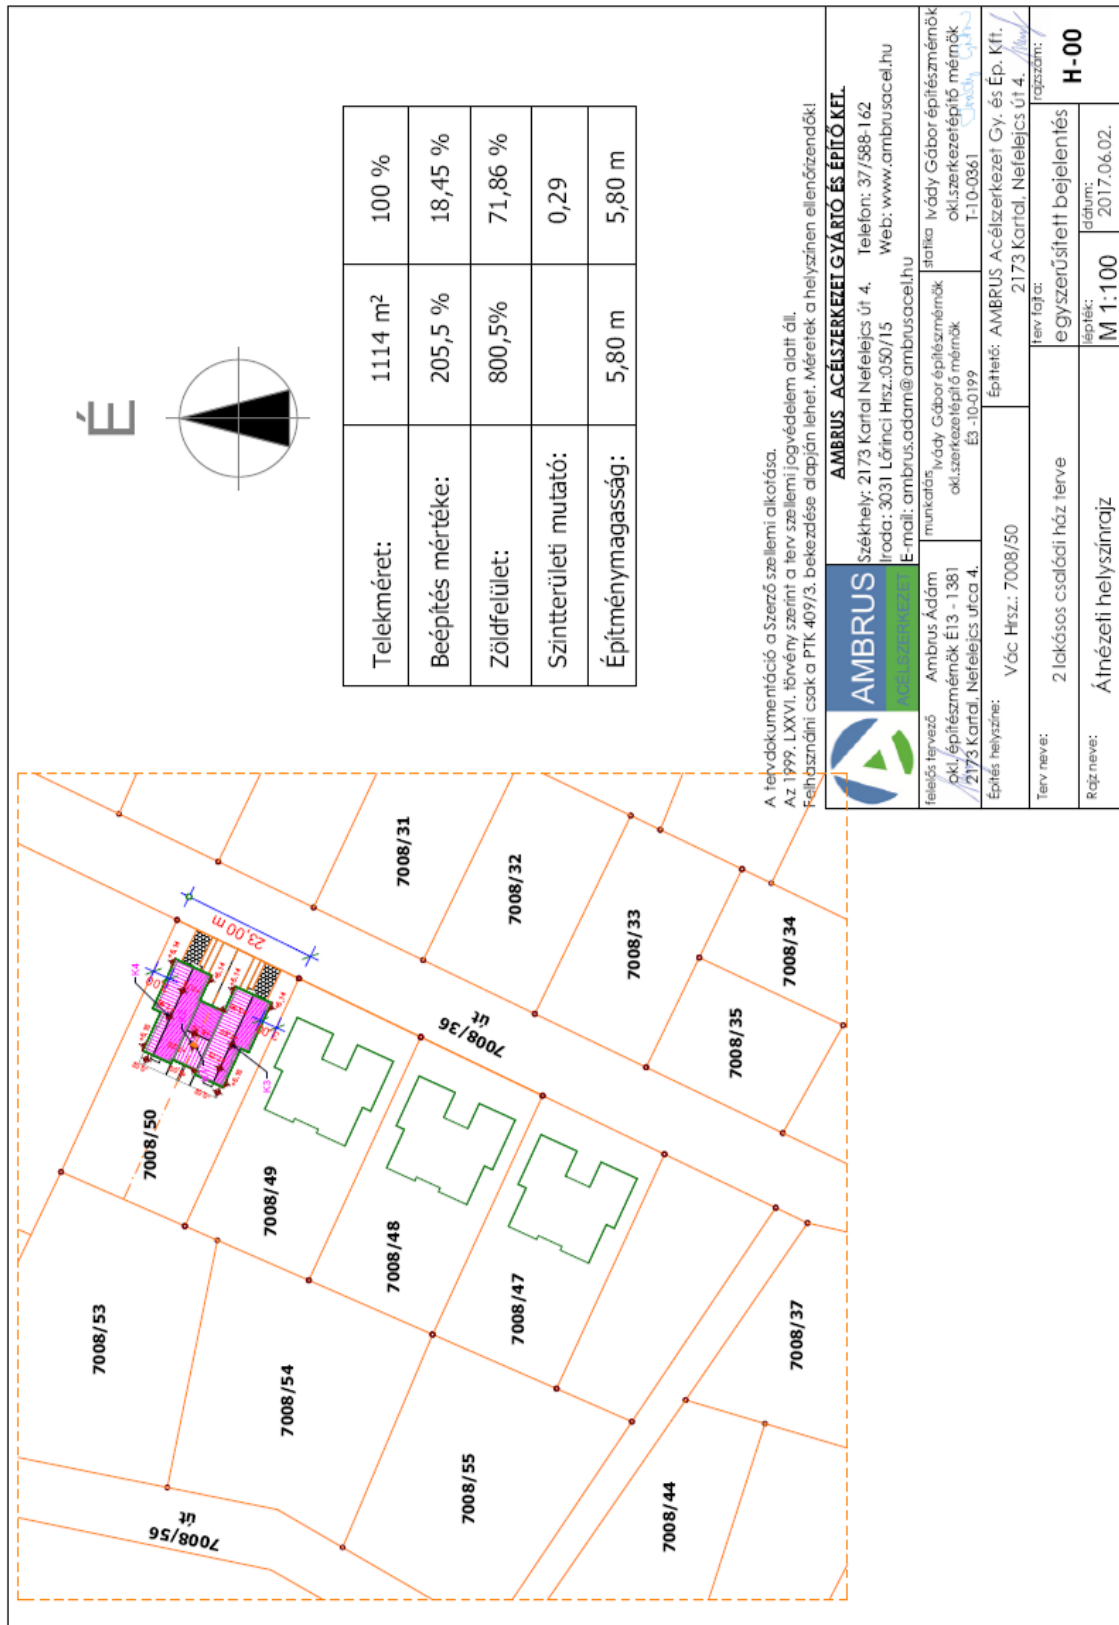 É
Telekméret: 1114 m² 100 %
Beépítés mértéke: 205,5 % 18,45 %
Zöldfelület: 800,5% 71,86 %
Szintterületi mutató: 0,29
Építménymagasság: 5,80 m 5,80 m
7008/53
7008/50
7008/31
7008/32
7008/33
7008/34
7008/35
7008/36
út
7008/49
7008/48
7008/47
7008/54
7008/55
7008/56
út
7008/44
7008/37
23,00 m
K4
K3
A tervdokumentáció a Szerző szellemi alkotása.
Az 1999. LXXVI. törvény szerint a terv szellemi jogvédelem alatt áll.
Felhasználni csak a PTK 409/3. bekezdése alapján lehet. Méretek a helyszínen ellenőrizendők!
AMBRUS
ACÉLSZERKEZET
AMBRUS ACÉLSZERKEZET GYÁRTÓ ÉS ÉPÍTŐ KFT.
Székhely: 2173 Kartal Nefelejcs út 4. Telefon: 37/588-162
Iroda: 3031 Lőrinci Hrsz.:050/15 Web: www.ambrusacel.hu
E-mail: ambrus.adam@ambrusacel.hu
felelős tervező Ambrus Ádám
okl. építészmérnök É13 - 1381
2173 Kartal, Nefelejcs utca 4.
munkatárs Ivády Gábor építészmérnök
okl.szerkezetépítő mérnök
É3 -10-0199
statika Ivády Gábor építészmérnök
okl.szerkezetépítő mérnök
T-10-0361
Építés helyszíne: Vác Hrsz.: 7008/50
Építtető: AMBRUS Acélszerkezet Gy. és Ép. Kft.
2173 Kartal, Nefelejcs út 4.
Terv neve: 2 lakásos családi ház terve
terv fajta: egyszerűsített bejelentés
rajzszám: H-00
Rajz neve: Átnézeti helyszínrajz
lépték: M 1:100
dátum: 2017.06.02.